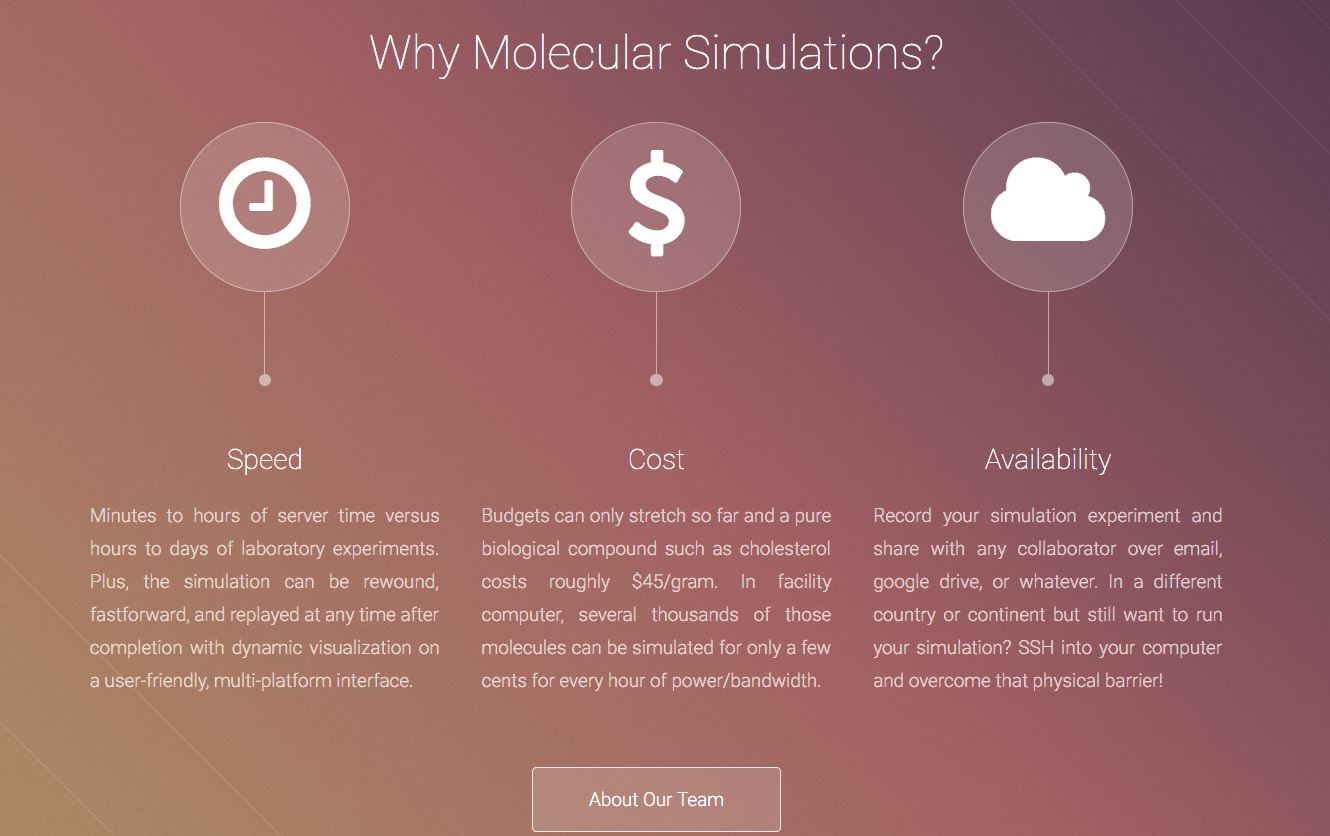 Why Molecular Simulations?
Speed
Minutes to hours of server time versus
hours to days of laboratory experiments.
Plus, the simulation can be rewound,
fastforward, and replayed at any time after
completion with dynamic visualization on
a user-friendly, multi-platform interface.
Cost
Budgets can only stretch so far and a pure
biological compound such as cholesterol
costs roughly $45/gram. In facility
computer, several thousands of those
molecules can be simulated for only a few
cents for every hour of power/bandwidth.
Availability
Record your simulation experiment and
share with any collaborator over email,
google drive, or whatever. In a different
country or continent but still want to run
your simulation? SSH into your computer
and overcome that physical barrier!
About Our Team